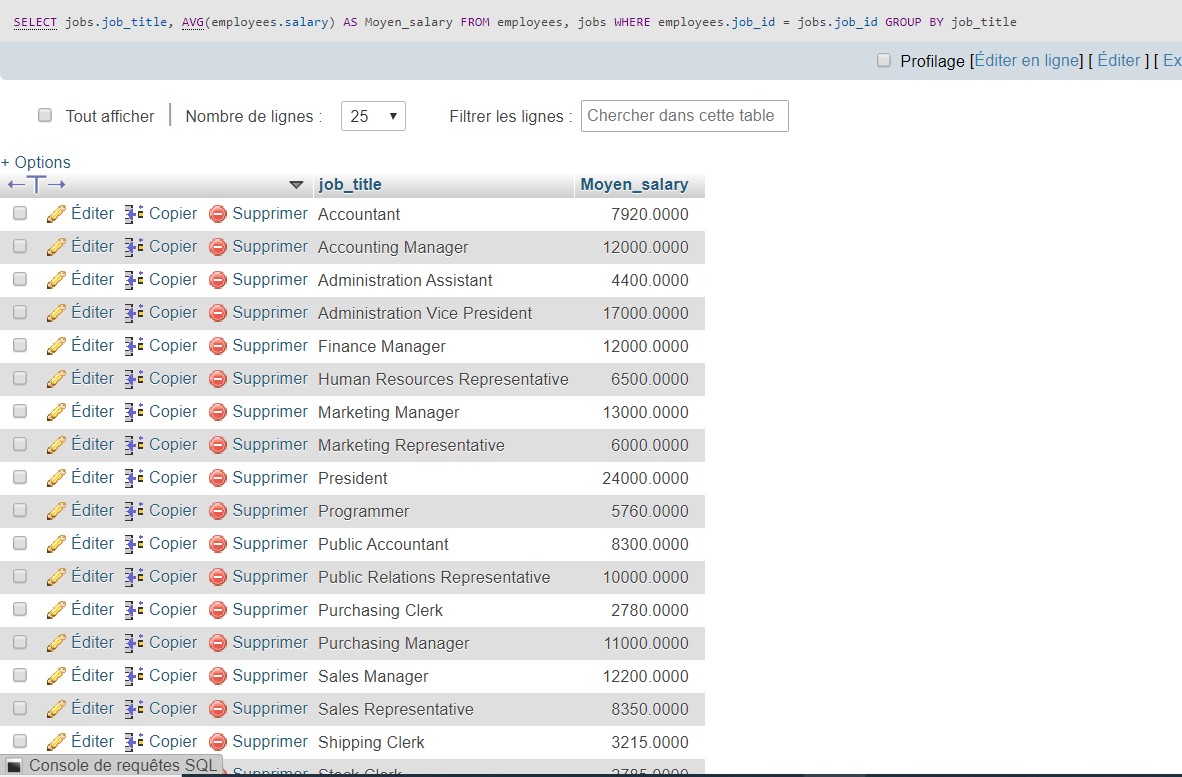 SELECT jobs.job_title, AVG(employees.salary) AS Moyen_salary FROM employees, jobs WHERE employees.job_id = jobs.job_id GROUP BY job_title
Profilage [Éditer en ligne] [ Éditer ] [ Ex
Tout afficher | Nombre de lignes : 25 Filtrer les lignes : Chercher dans cette table
+ Options
←T→ job_title Moyen_salary
Éditer Copier Supprimer Accountant 7920.0000
Éditer Copier Supprimer Accounting Manager 12000.0000
Éditer Copier Supprimer Administration Assistant 4400.0000
Éditer Copier Supprimer Administration Vice President 17000.0000
Éditer Copier Supprimer Finance Manager 12000.0000
Éditer Copier Supprimer Human Resources Representative 6500.0000
Éditer Copier Supprimer Marketing Manager 13000.0000
Éditer Copier Supprimer Marketing Representative 6000.0000
Éditer Copier Supprimer President 24000.0000
Éditer Copier Supprimer Programmer 5760.0000
Éditer Copier Supprimer Public Accountant 8300.0000
Éditer Copier Supprimer Public Relations Representative 10000.0000
Éditer Copier Supprimer Purchasing Clerk 2780.0000
Éditer Copier Supprimer Purchasing Manager 11000.0000
Éditer Copier Supprimer Sales Manager 12200.0000
Éditer Copier Supprimer Sales Representative 8350.0000
Éditer Copier Supprimer Shipping Clerk 3215.0000
Console de requêtes SQL Supprimer Stock Clerk 2785.0000